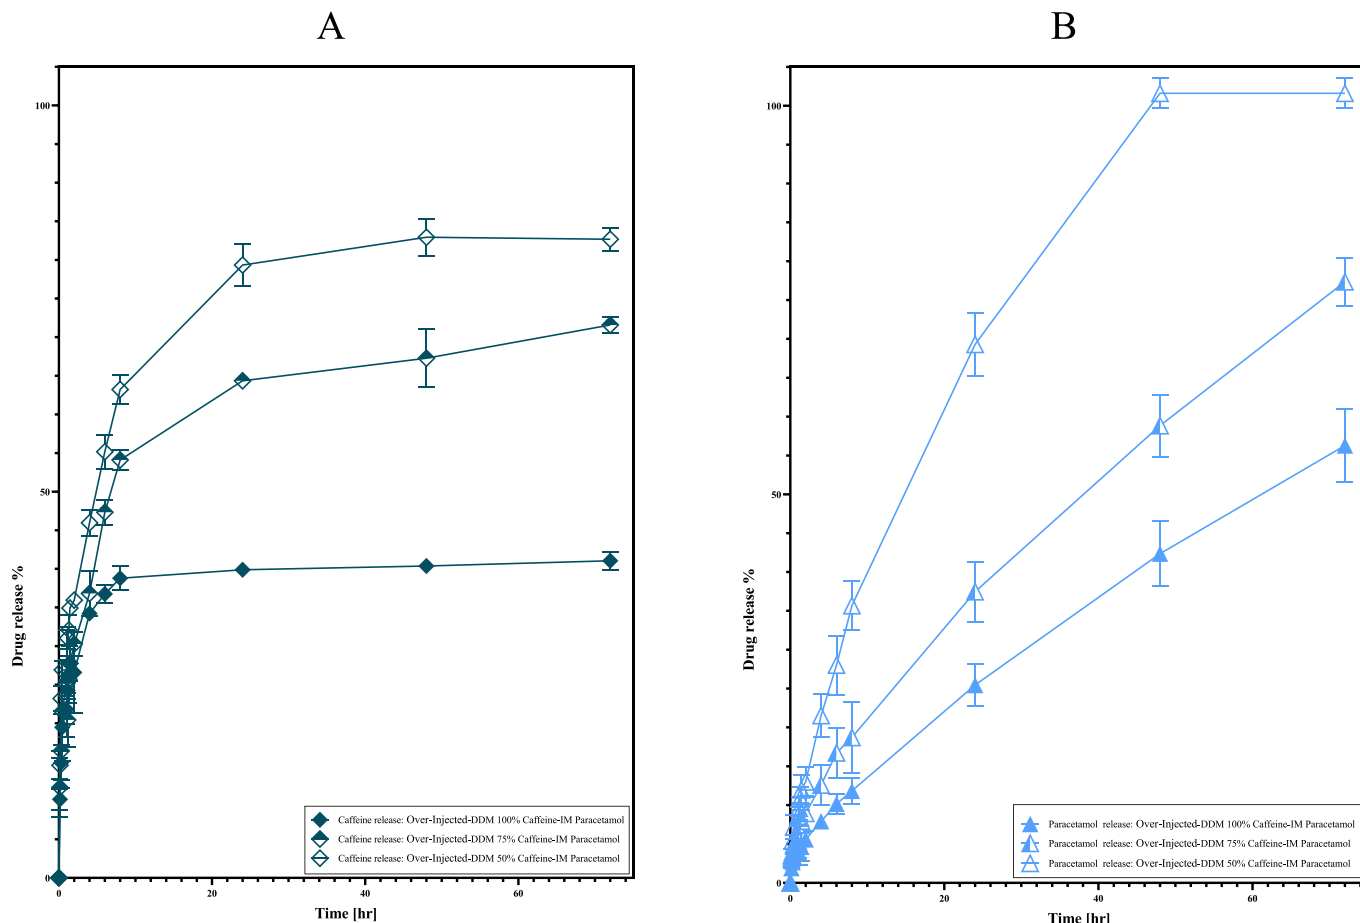 A
B
100
50
0
Drug release %
0
20
40
60
Time [hr]
Caffeine release: Over-Injected-DDM 100% Caffeine-IM Paracetamol
Caffeine release: Over-Injected-DDM 75% Caffeine-IM Paracetamol
Caffeine release: Over-Injected-DDM 50% Caffeine-IM Paracetamol
100
50
0
Drug release %
0
20
40
60
Time [hr]
Paracetamol release: Over-Injected-DDM 100% Caffeine-IM Paracetamol
Paracetamol release: Over-Injected-DDM 75% Caffeine-IM Paracetamol
Paracetamol release: Over-Injected-DDM 50% Caffeine-IM Paracetamol